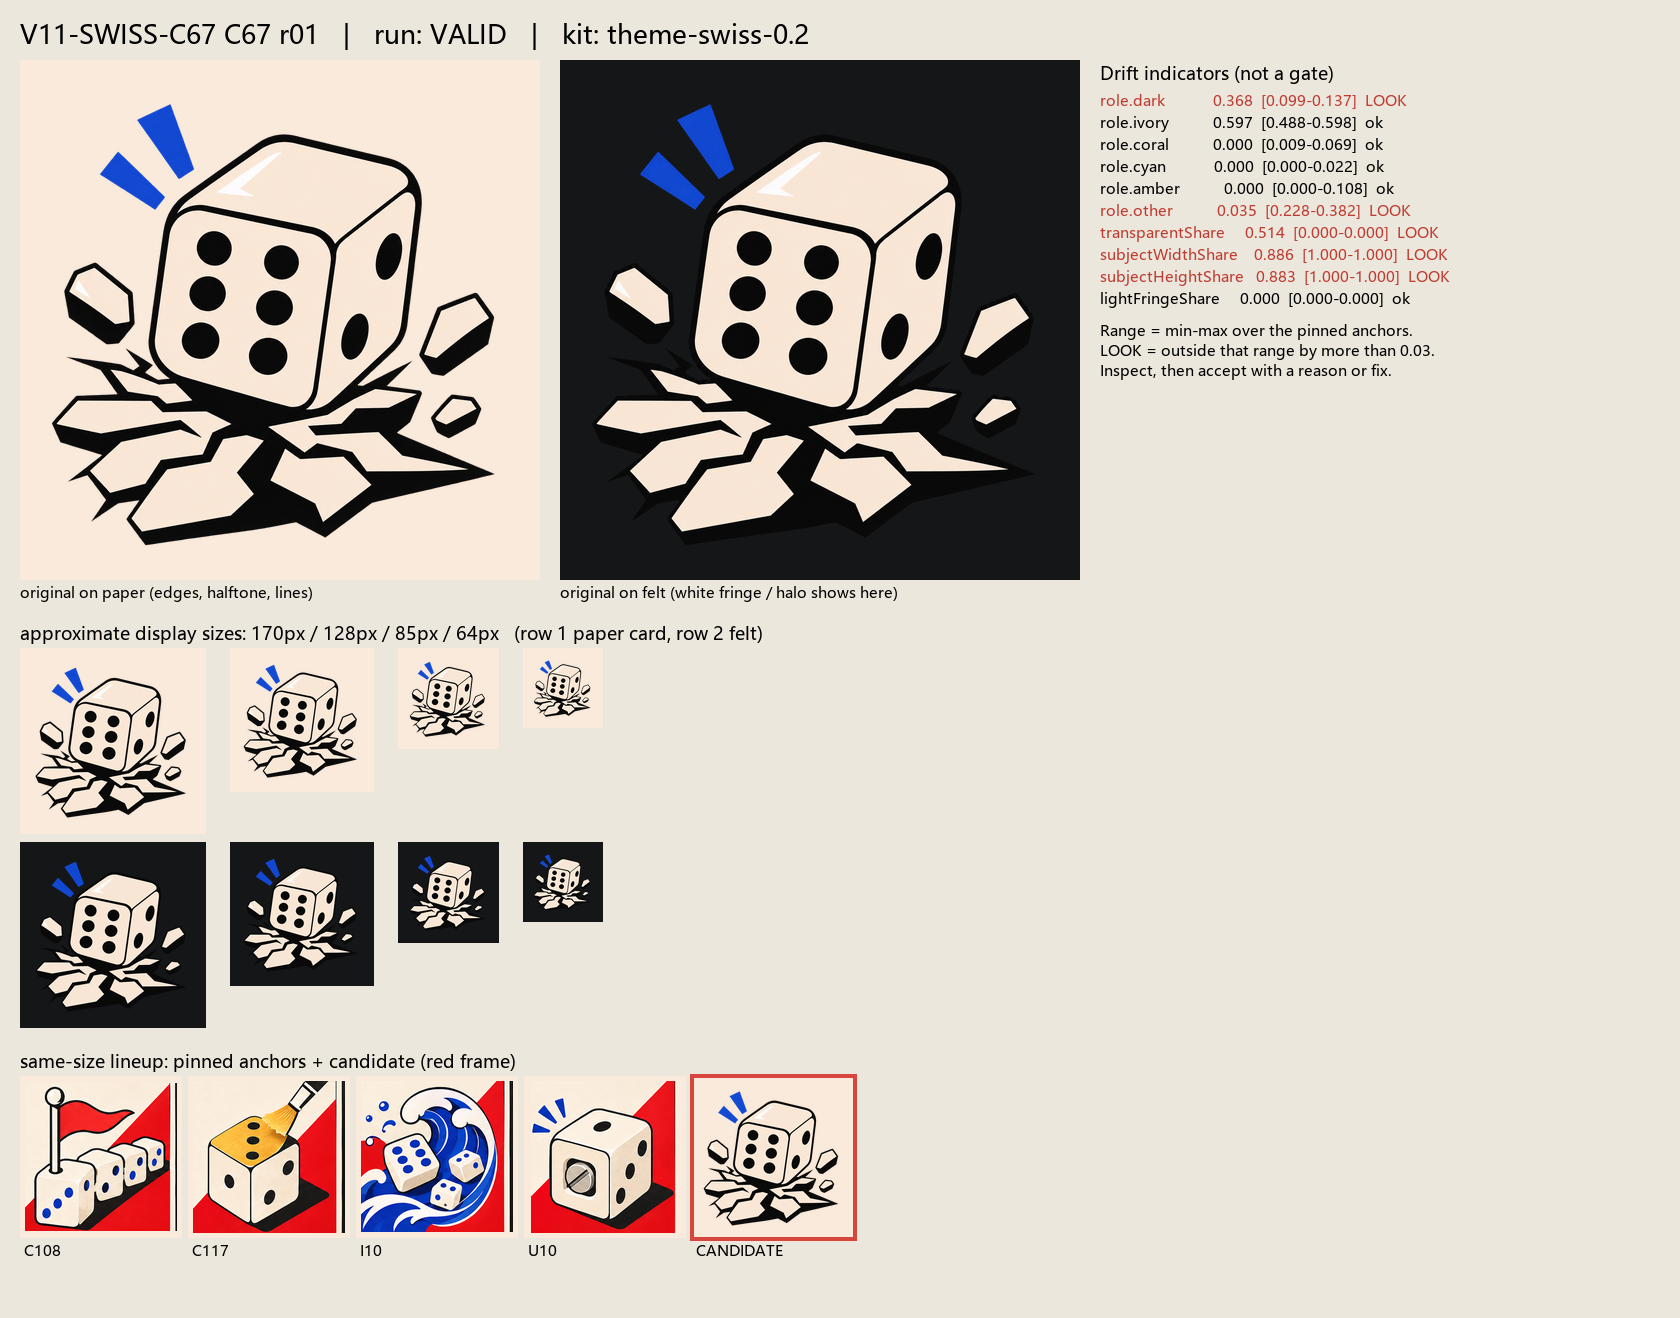 V11-SWISS-C67 C67 r01 | run: VALID | kit: theme-swiss-0.2
Drift indicators (not a gate)
role.dark 0.368 [0.099-0.137] LOOK
role.ivory 0.597 [0.488-0.598] ok
role.coral 0.000 [0.009-0.069] ok
role.cyan 0.000 [0.000-0.022] ok
role.amber 0.000 [0.000-0.108] ok
role.other 0.035 [0.228-0.382] LOOK
transparentShare 0.514 [0.000-0.000] LOOK
subjectWidthShare 0.886 [1.000-1.000] LOOK
subjectHeightShare 0.883 [1.000-1.000] LOOK
lightFringeShare 0.000 [0.000-0.000] ok
Range = min-max over the pinned anchors.
LOOK = outside that range by more than 0.03.
Inspect, then accept with a reason or fix.
original on paper (edges, halftone, lines)
original on felt (white fringe / halo shows here)
approximate display sizes: 170px / 128px / 85px / 64px (row 1 paper card, row 2 felt)
same-size lineup: pinned anchors + candidate (red frame)
C108
C117
I10
U10
CANDIDATE